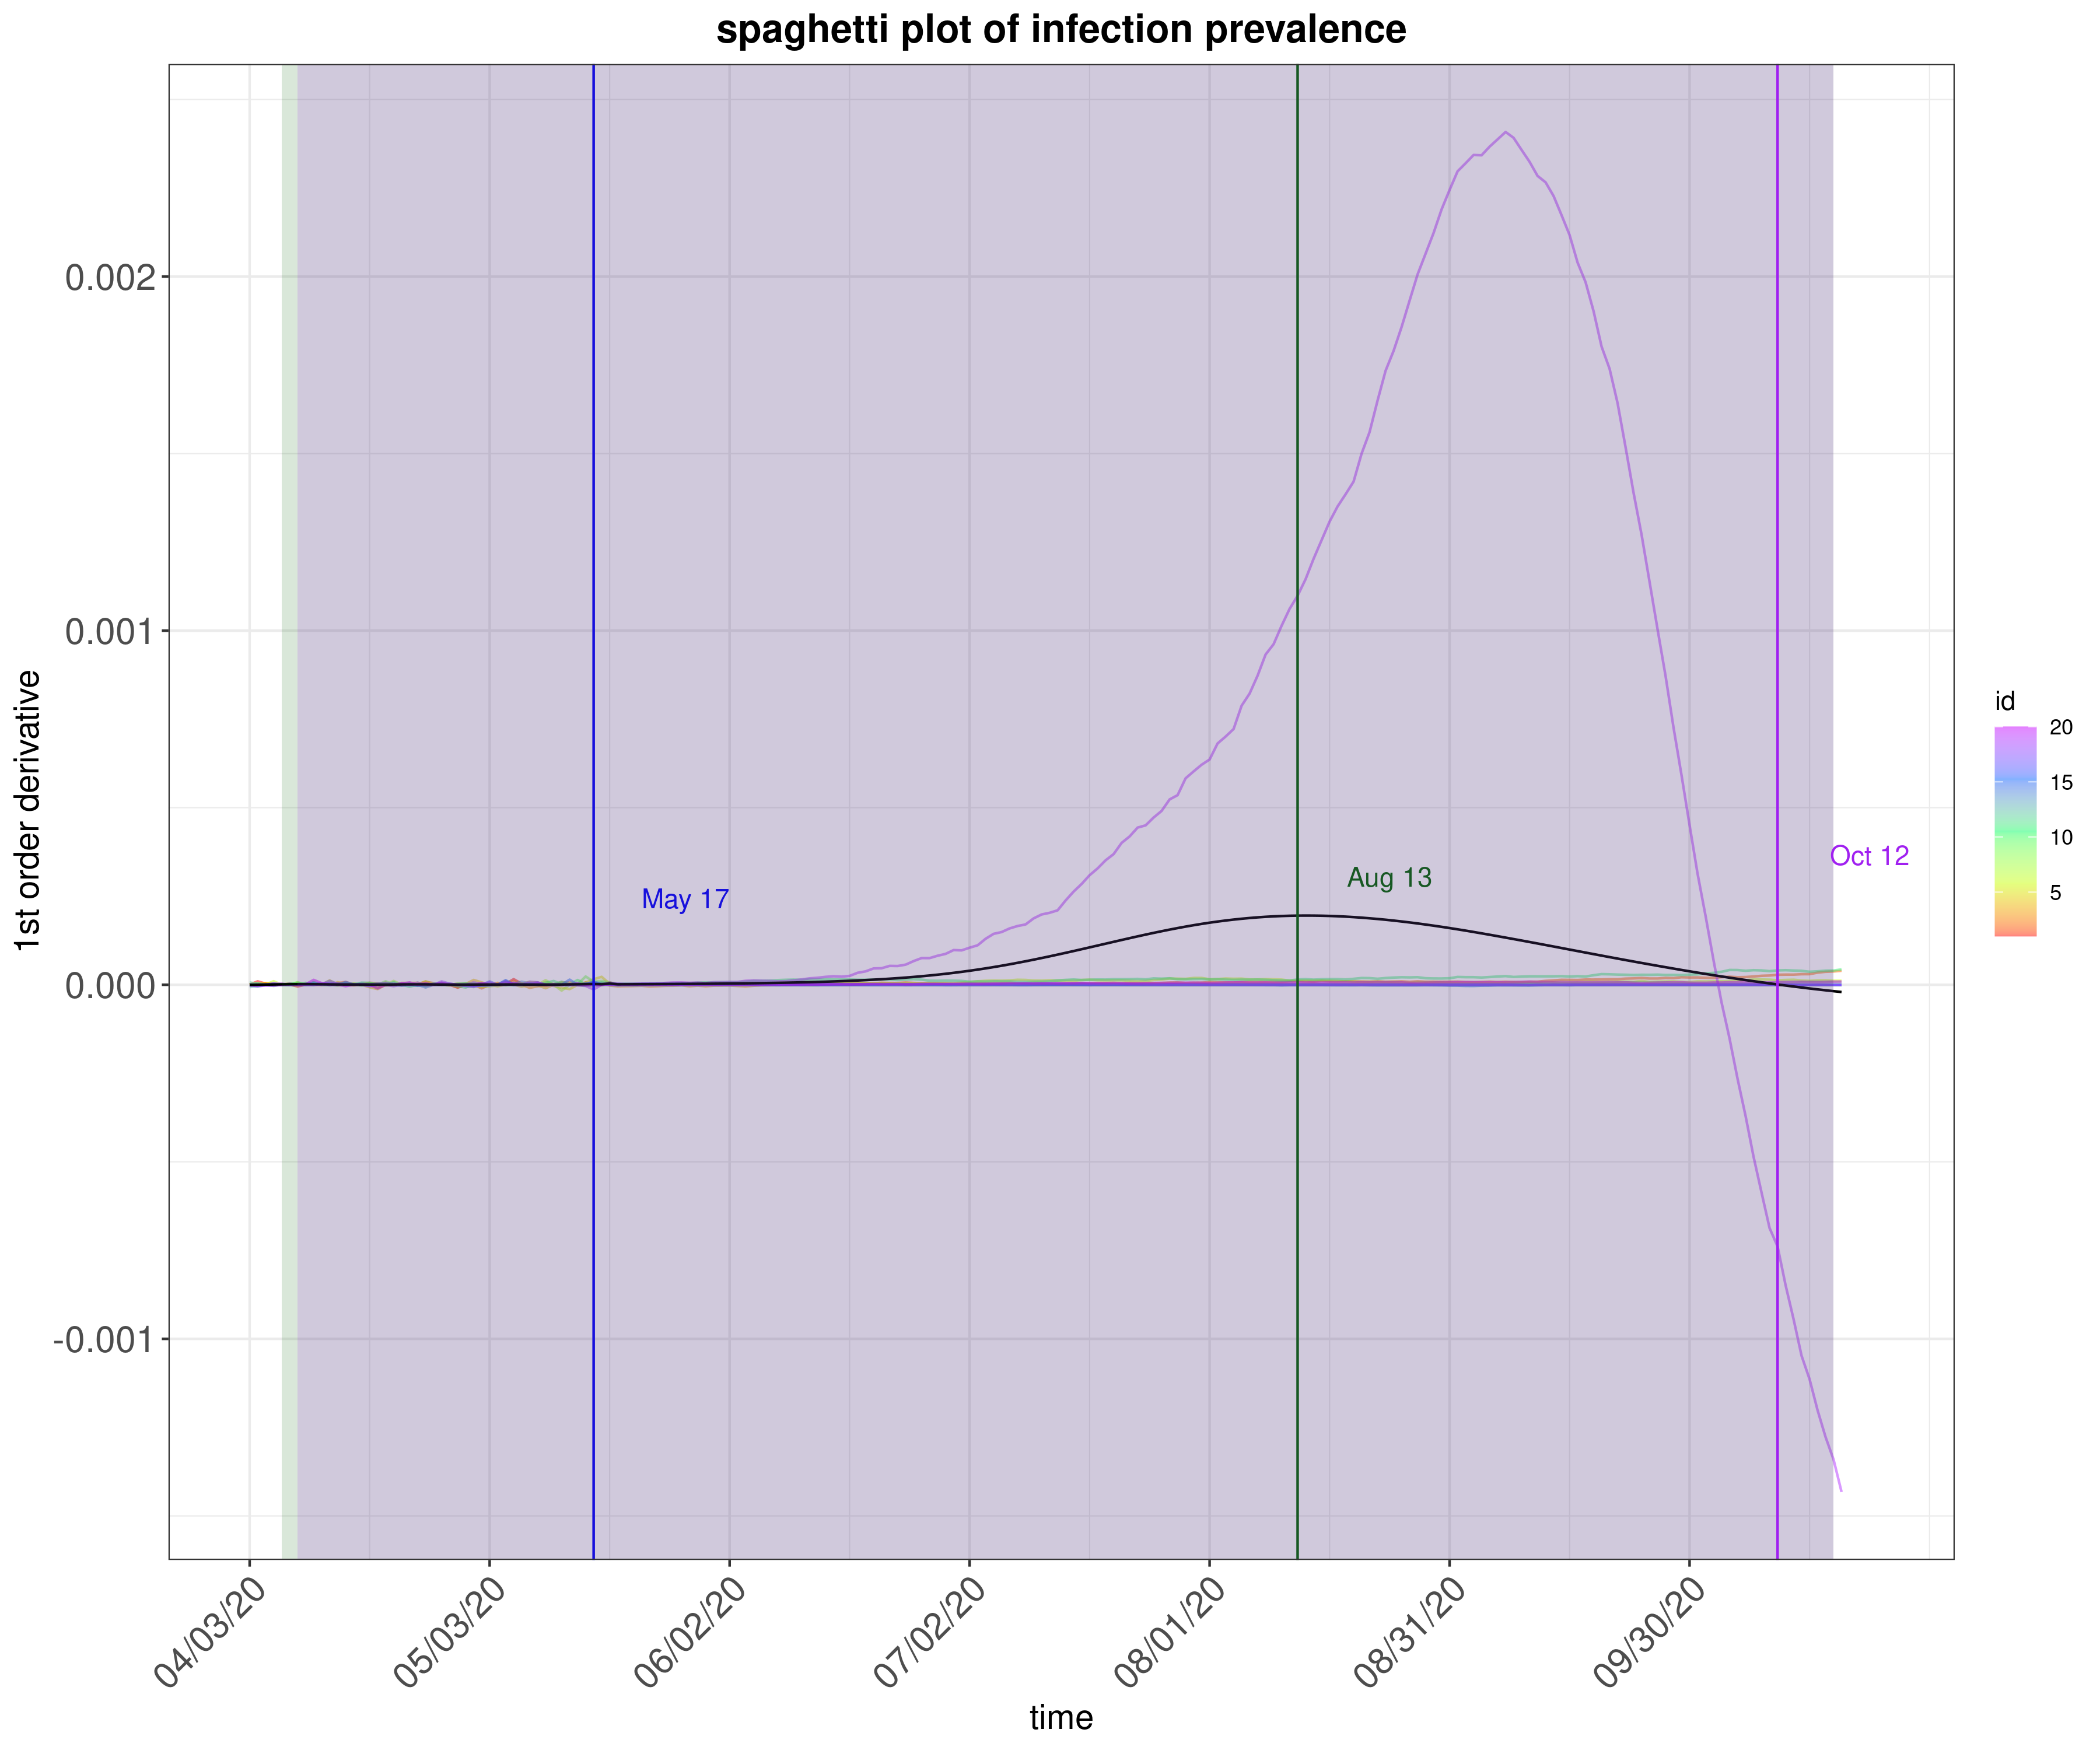 spaghetti plot of infection prevalence
1st order derivative
0.002
0.001
0.000
-0.001
May 17
Aug 13
Oct 12
id
20
15
10
5
04/03/20
05/03/20
06/02/20
07/02/20
08/01/20
08/31/20
09/30/20
time